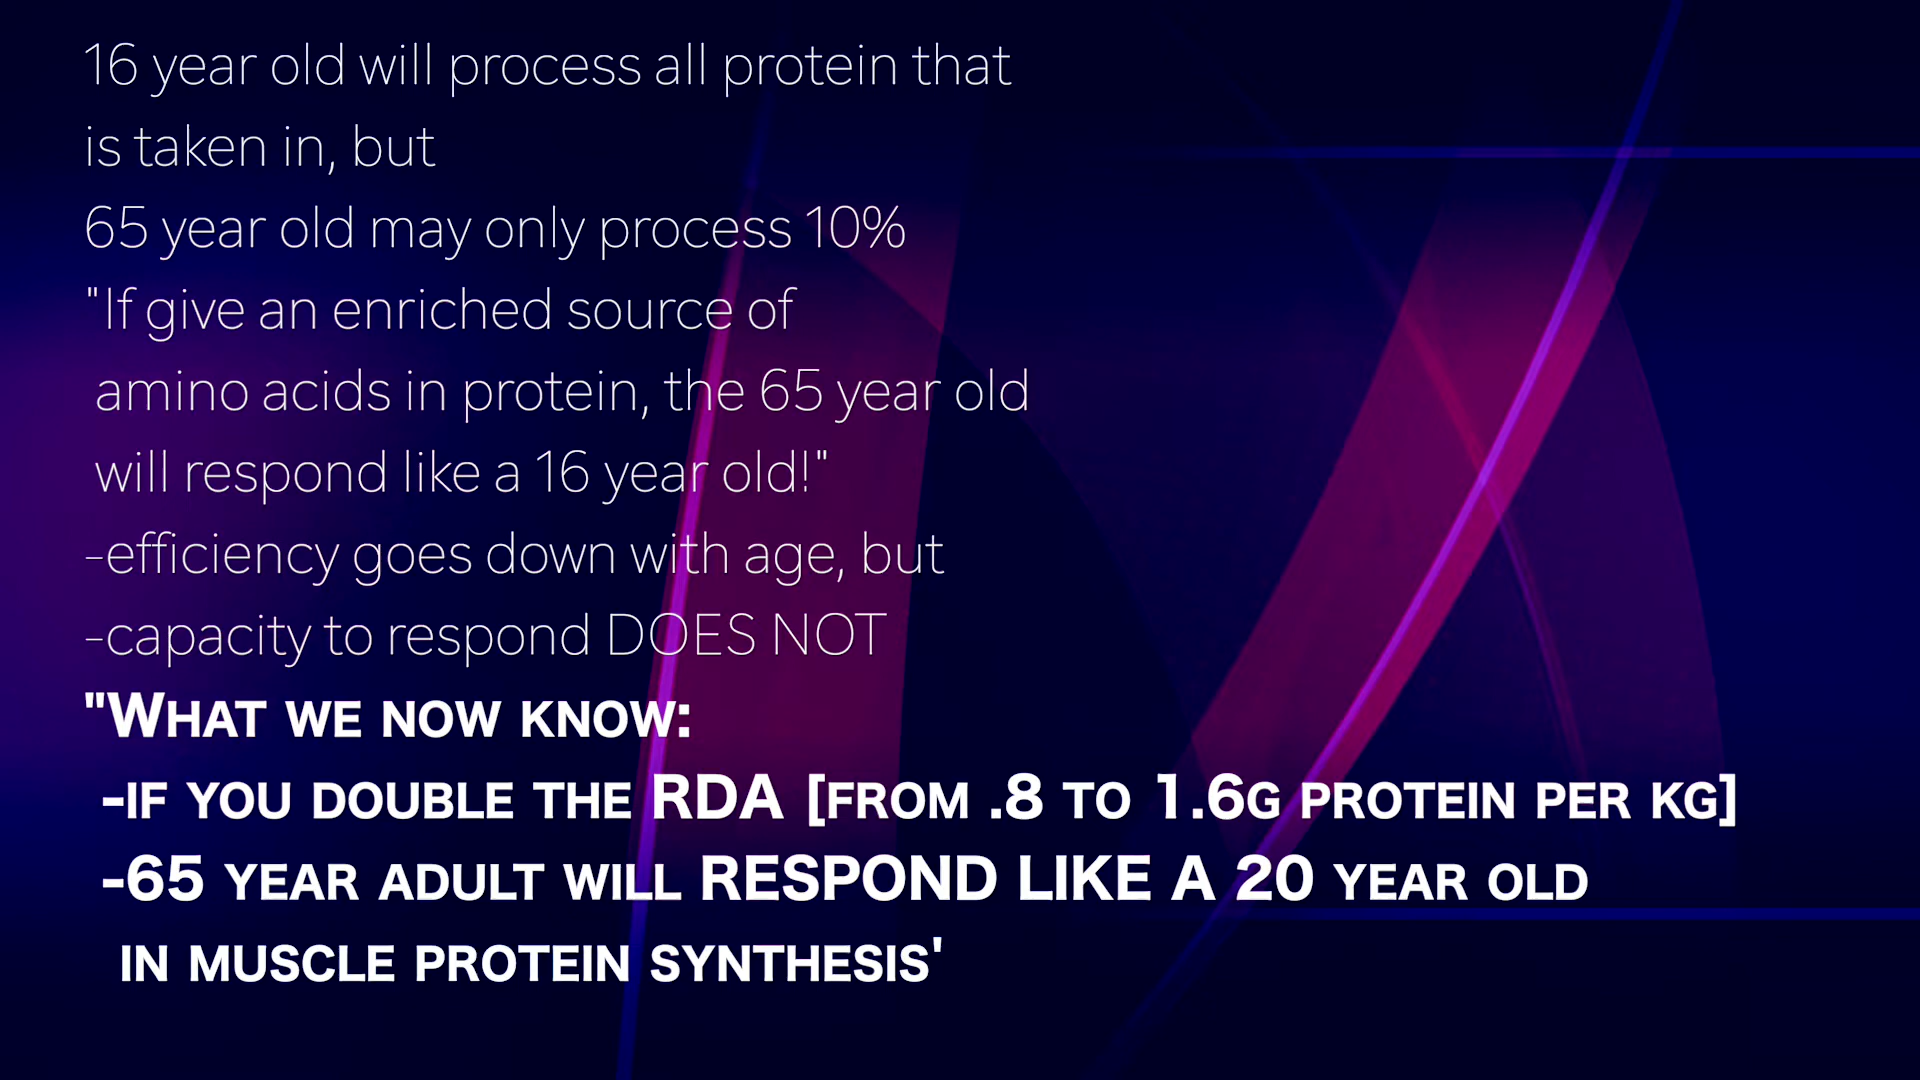 16 year old will process all protein that
is taken in, but
65 year old may only process 10%
"If give an enriched source of
amino acids in protein, the 65 year old
will respond like a 16 year old!"
-efficiency goes down with age, but
-capacity to respond DOES NOT
"What we now know:
-if you double the RDA [from .8 to 1.6g protein per kg]
-65 year adult will RESPOND LIKE A 20 year old
in muscle protein synthesis'